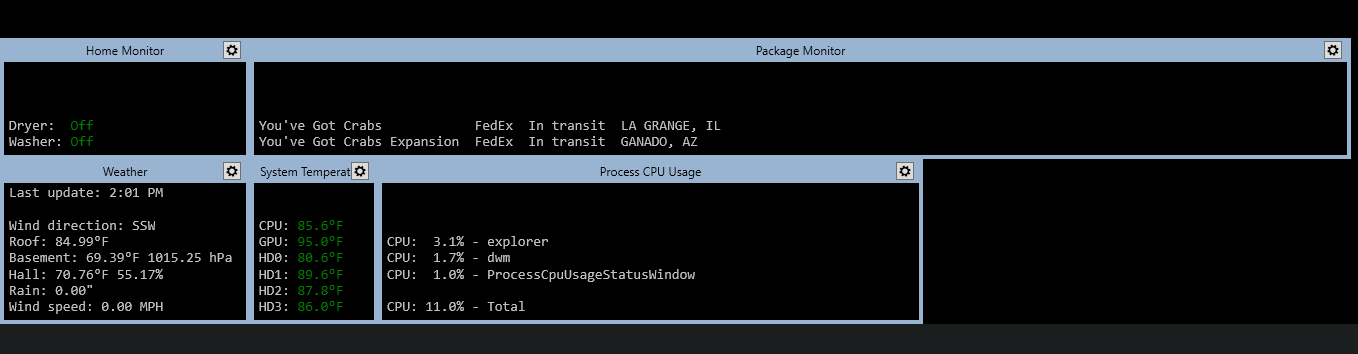 Home Monitor
Package Monitor
Dryer:  Off
Washer: Off
You've Got Crabs            FedEx  In transit  LA GRANGE, IL
You've Got Crabs Expansion  FedEx  In transit  GANADO, AZ
Weather
System Temperat
Process CPU Usage
Last update: 2:01 PM
Wind direction: SSW
Roof: 84.99°F
Basement: 69.39°F 1015.25 hPa
Hall: 70.76°F 55.17%
Rain: 0.00"
Wind speed: 0.00 MPH
CPU: 85.6°F
GPU: 95.0°F
HD0: 80.6°F
HD1: 89.6°F
HD2: 87.8°F
HD3: 86.0°F
CPU:  3.1% - explorer
CPU:  1.7% - dwm
CPU:  1.0% - ProcessCpuUsageStatusWindow
CPU: 11.0% - Total